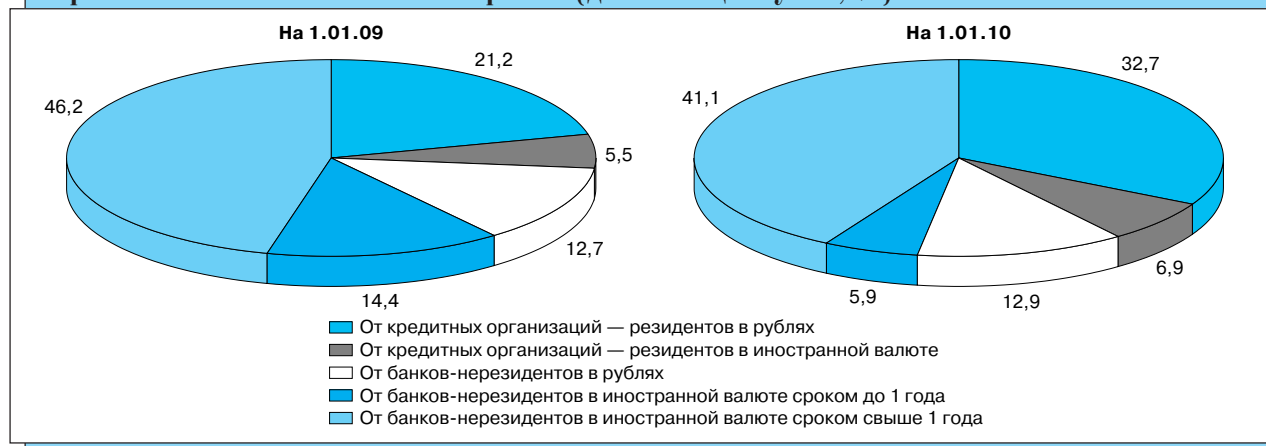 На 1.01.09
21,2
46,2
5,5
12,7
14,4
На 1.01.10
32,7
41,1
6,9
5,9
12,9
От кредитных организаций — резидентов в рублях
От кредитных организаций — резидентов в иностранной валюте
От банков-нерезидентов в рублях
От банков-нерезидентов в иностранной валюте сроком до 1 года
От банков-нерезидентов в иностранной валюте сроком свыше 1 года